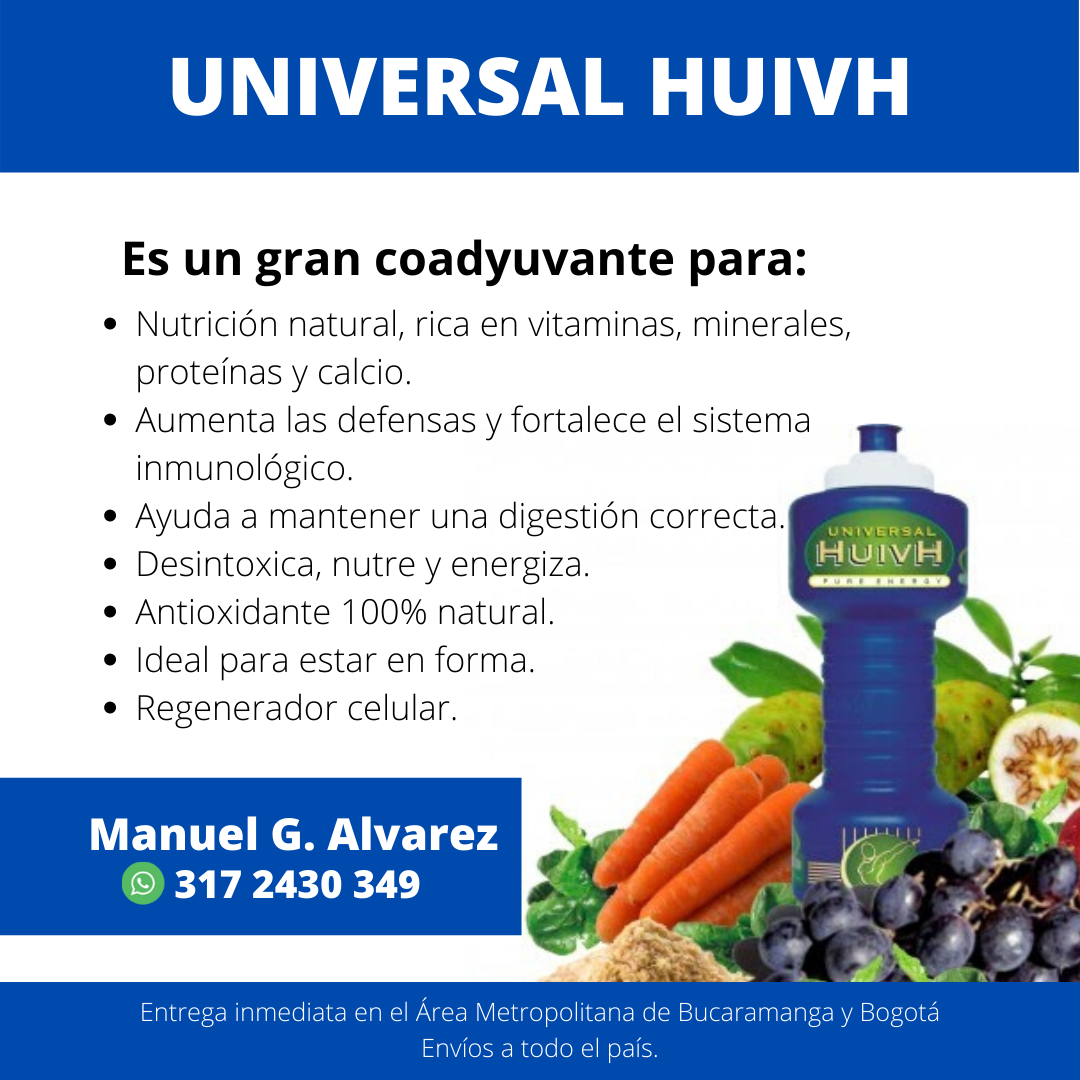 UNIVERSAL HUIVH
Es un gran coadyuvante para:
• Nutrición natural, rica en vitaminas, minerales,
proteínas y calcio.
• Aumenta las defensas y fortalece el sistema
inmunológico.
• Ayuda a mantener una digestión correcta.
• Desintoxica, nutre y energiza.
• Antioxidante 100% natural.
• Ideal para estar en forma.
• Regenerador celular.
UNIVERSAL
HUIVH
PURE ENERGY
Manuel G. Alvarez
317 2430 349
Entrega inmediata en el Área Metropolitana de Bucaramanga y Bogotá
Envíos a todo el país.